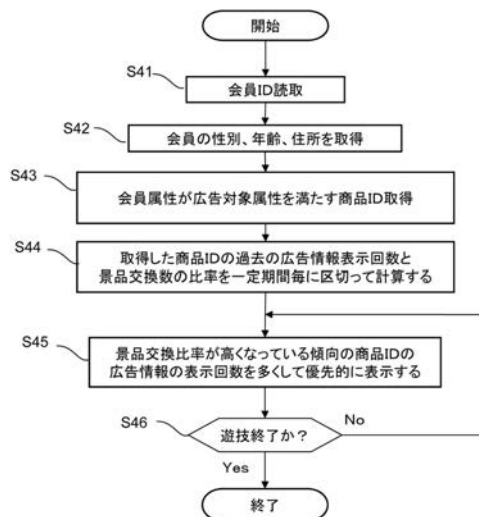 開始
S41
会員ID読取
S42
会員の性別、年齢、住所を取得
S43
会員属性が広告対象属性を満たす商品ID取得
S44
取得した商品IDの過去の広告情報表示回数と
景品交換数の比率を一定期間毎に区切って計算する
S45
景品交換比率が高くなっている傾向の商品IDの
広告情報の表示回数を多くして優先的に表示する
S46
遊技終了か？
No
Yes
終了